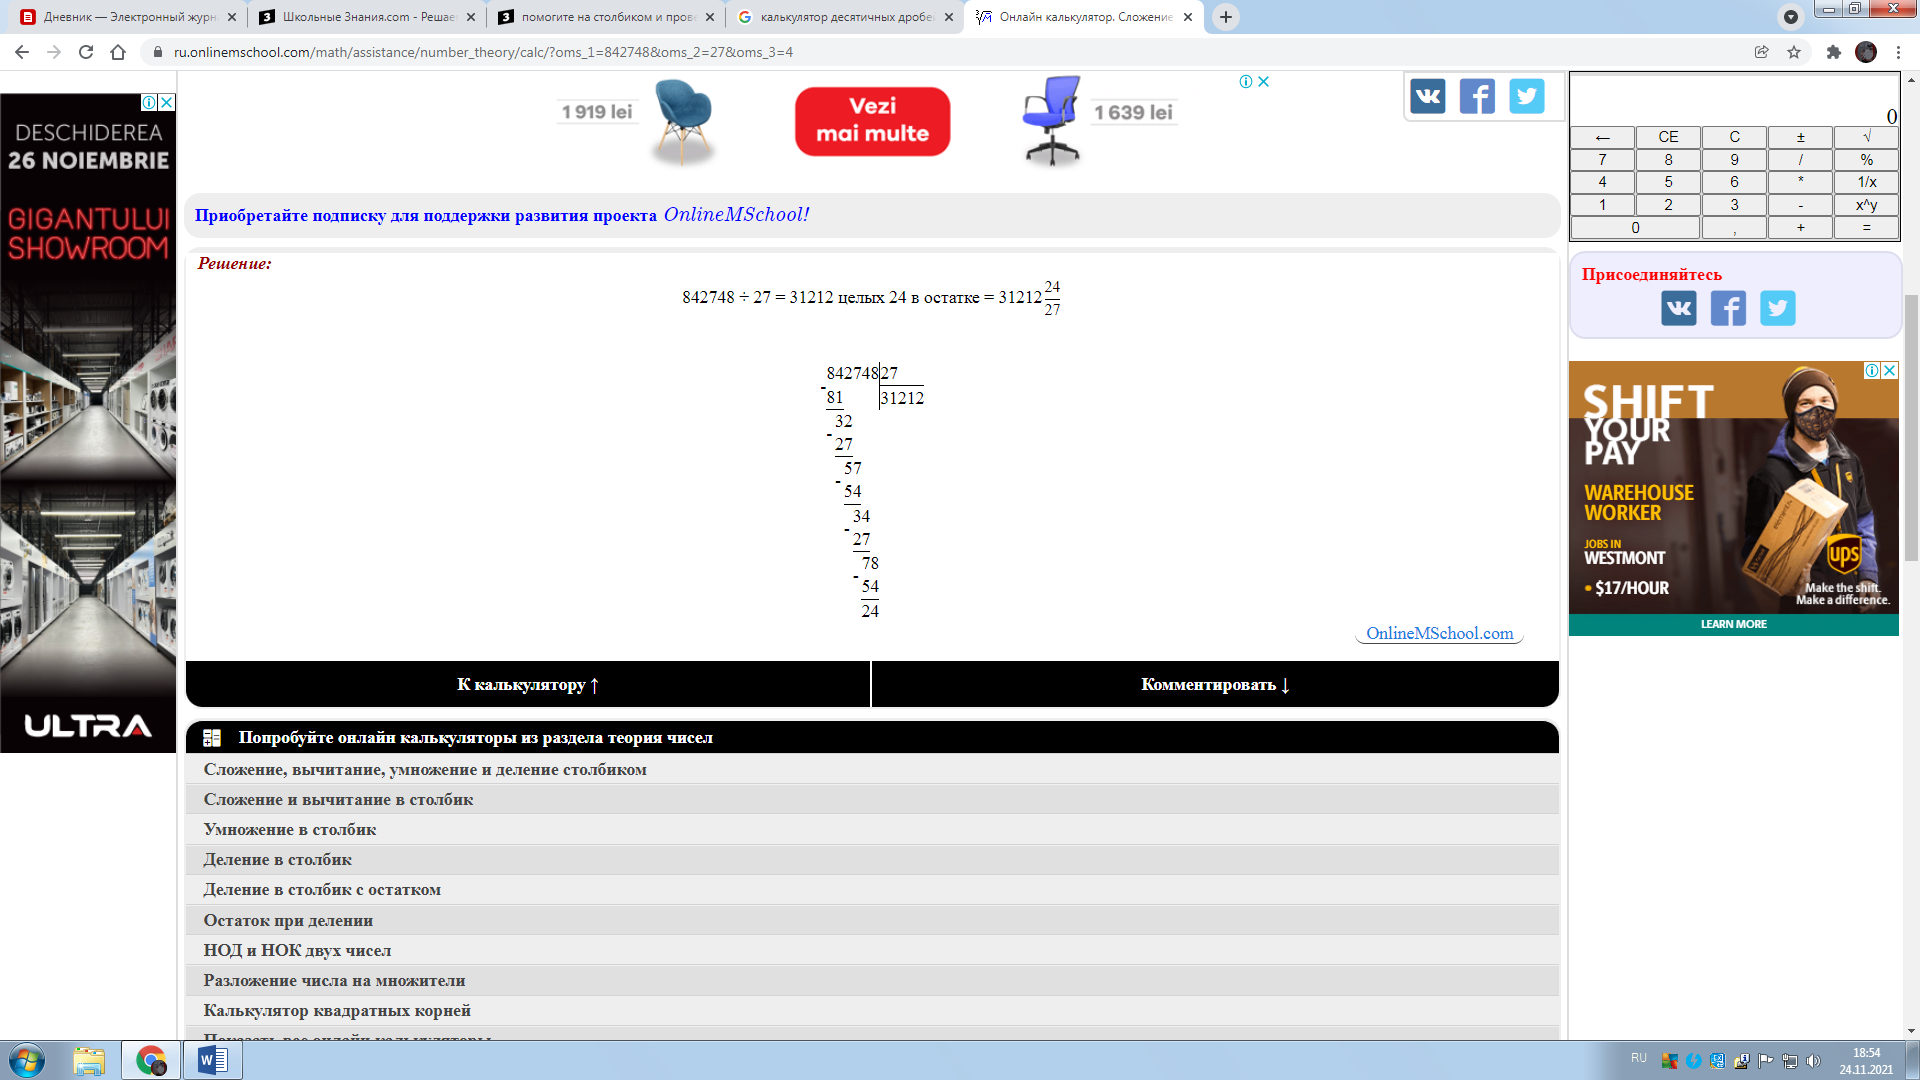 Дневник — Электронный журн
Школьные Знания.com - Решае
помогите на столбиком и пров
калькулятор десятичных дробе
Онлайн калькулятор. Сложение
ru.onlinemschool.com/math/assistance/number_theory/calc/?oms_1=842748&oms_2=27&oms_3=4
DESCHIDEREA
26 NOIEMBRIE
GIGANTULUI
SHOWROOM
ULTRA
1 919 lei
Vezi
mai multe
1 639 lei
Приобретайте подписку для поддержки развития проекта OnlineMSchool!
Решение:
842748 ÷ 27 = 31212 целых 24 в остатке = 31212 24/27
842748 27
- 81 31212
32
- 27
57
- 54
34
- 27
78
- 54
24
OnlineMSchool.com
К калькулятору ↑
Комментировать ↓
Попробуйте онлайн калькуляторы из раздела теория чисел
Сложение, вычитание, умножение и деление столбиком
Сложение и вычитание в столбик
Умножение в столбик
Деление в столбик
Деление в столбик с остатком
Остаток при делении
НОД и НОК двух чисел
Разложение числа на множители
Калькулятор квадратных корней
Показать все онлайн калькуляторы
0
← CE C ± √
7 8 9 / %
4 5 6 * 1/x
1 2 3 - x^y
0 , + =
Присоединяйтесь
SHIFT
YOUR
PAY
WAREHOUSE
WORKER
JOBS IN
WESTMONT
• $17/HOUR
ups
Make the shift.
Make a difference.
LEARN MORE
RU
18:54
24.11.2021